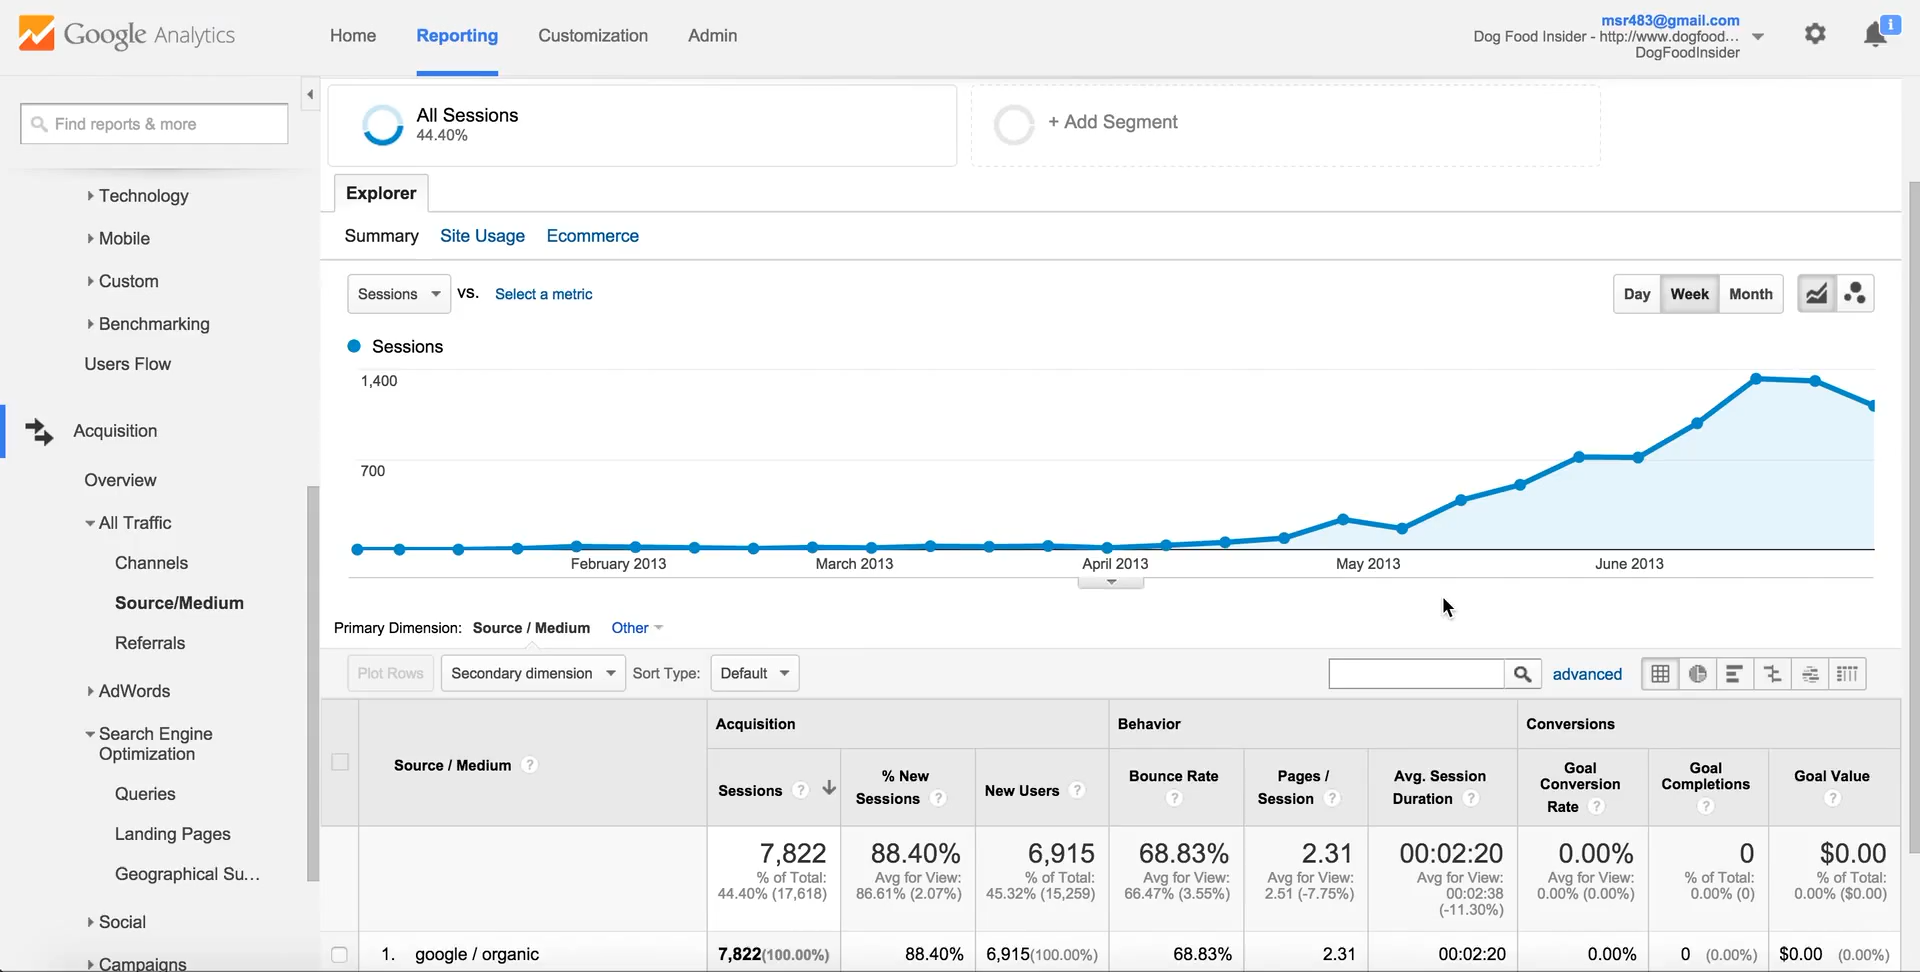 Google Analytics
Home
Reporting
Customization
Admin
msr483@gmail.com
Dog Food Insider - http://www.dogfood...
DogFoodInsider
i
Find reports & more
Technology
Mobile
Custom
Benchmarking
Users Flow
Acquisition
Overview
All Traffic
Channels
Source/Medium
Referrals
AdWords
Search Engine
Optimization
Queries
Landing Pages
Geographical Su...
Social
Campaigns
All Sessions
44.40%
+ Add Segment
Explorer
Summary
Site Usage
Ecommerce
Sessions
VS.
Select a metric
Day
Week
Month
Sessions
1,400
700
February 2013
March 2013
April 2013
May 2013
June 2013
Primary Dimension:
Source / Medium
Other
Plot Rows
Secondary dimension
Sort Type:
Default
advanced
Source / Medium ?
Acquisition
Behavior
Conversions
Sessions ?
% New
Sessions ?
New Users ?
Bounce Rate
?
Pages /
Session ?
Avg. Session
Duration ?
Goal
Conversion
Rate ?
Goal
Completions
?
Goal Value
?
7,822
% of Total:
44.40% (17,618)
88.40%
Avg for View:
86.61% (2.07%)
6,915
% of Total:
45.32% (15,259)
68.83%
Avg for View:
66.47% (3.55%)
2.31
Avg for View:
2.51 (-7.75%)
00:02:20
Avg for View:
00:02:38
(-11.30%)
0.00%
Avg for View:
0.00% (0.00%)
0
% of Total:
0.00% (0)
$0.00
% of Total:
0.00% ($0.00)
1. google / organic
7,822(100.00%)
88.40%
6,915(100.00%)
68.83%
2.31
00:02:20
0.00%
0 (0.00%)
$0.00 (0.00%)